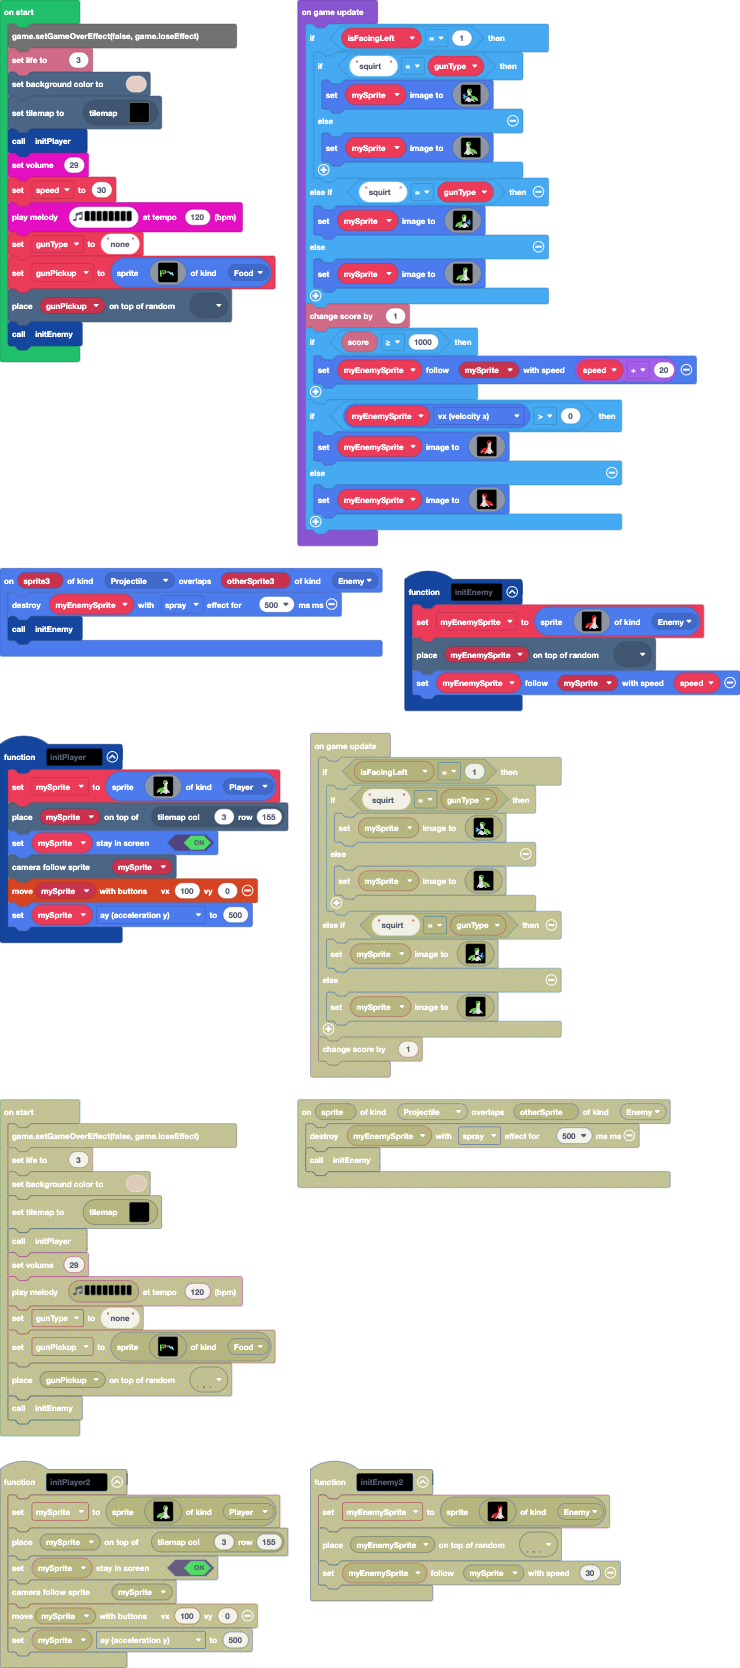 on start
game.setGameOverEffect(false, game.loseEffect)
set life to 3
set background color to
set tilemap to tilemap
call initPlayer
set volume 29
set speed to 30
play melody at tempo 120 (bpm)
set gunType to "none"
set gunPickup to sprite of kind Food
place gunPickup on top of random
call initEnemy
on game update
if isFacingLeft = 1 then
if "squirt" = gunType then
set mySprite image to
else
set mySprite image to
else if "squirt" = gunType then
set mySprite image to
else
set mySprite image to
change score by 1
if score ≥ 1000 then
set myEnemySprite follow mySprite with speed speed + 20
if myEnemySprite vx (velocity x) > 0 then
set myEnemySprite image to
else
set myEnemySprite image to
on sprite3 of kind Projectile overlaps otherSprite3 of kind Enemy
destroy myEnemySprite with spray effect for 500 ms ms
call initEnemy
function initEnemy
set myEnemySprite to sprite of kind Enemy
place myEnemySprite on top of random
set myEnemySprite follow mySprite with speed speed
function initPlayer
set mySprite to sprite of kind Player
place mySprite on top of tilemap col 3 row 155
set mySprite stay in screen ON
camera follow sprite mySprite
move mySprite with buttons vx 100 vy 0
set mySprite ay (acceleration y) to 500
on game update
if isFacingLeft = 1 then
if "squirt" = gunType then
set mySprite image to
else
set mySprite image to
else if "squirt" = gunType then
set mySprite image to
else
set mySprite image to
change score by 1
on start
game.setGameOverEffect(false, game.loseEffect)
set life to 3
set background color to
set tilemap to tilemap
call initPlayer
set volume 29
play melody at tempo 120 (bpm)
set gunType to "none"
set gunPickup to sprite of kind Food
place gunPickup on top of random ...
call initEnemy
on sprite of kind Projectile overlaps otherSprite of kind Enemy
destroy myEnemySprite with spray effect for 500 ms ms
call initEnemy
function initPlayer2
set mySprite to sprite of kind Player
place mySprite on top of tilemap col 3 row 155
set mySprite stay in screen ON
camera follow sprite mySprite
move mySprite with buttons vx 100 vy 0
set mySprite ay (acceleration y) to 500
function initEnemy2
set myEnemySprite to sprite of kind Enemy
place myEnemySprite on top of random ...
set myEnemySprite follow mySprite with speed 30